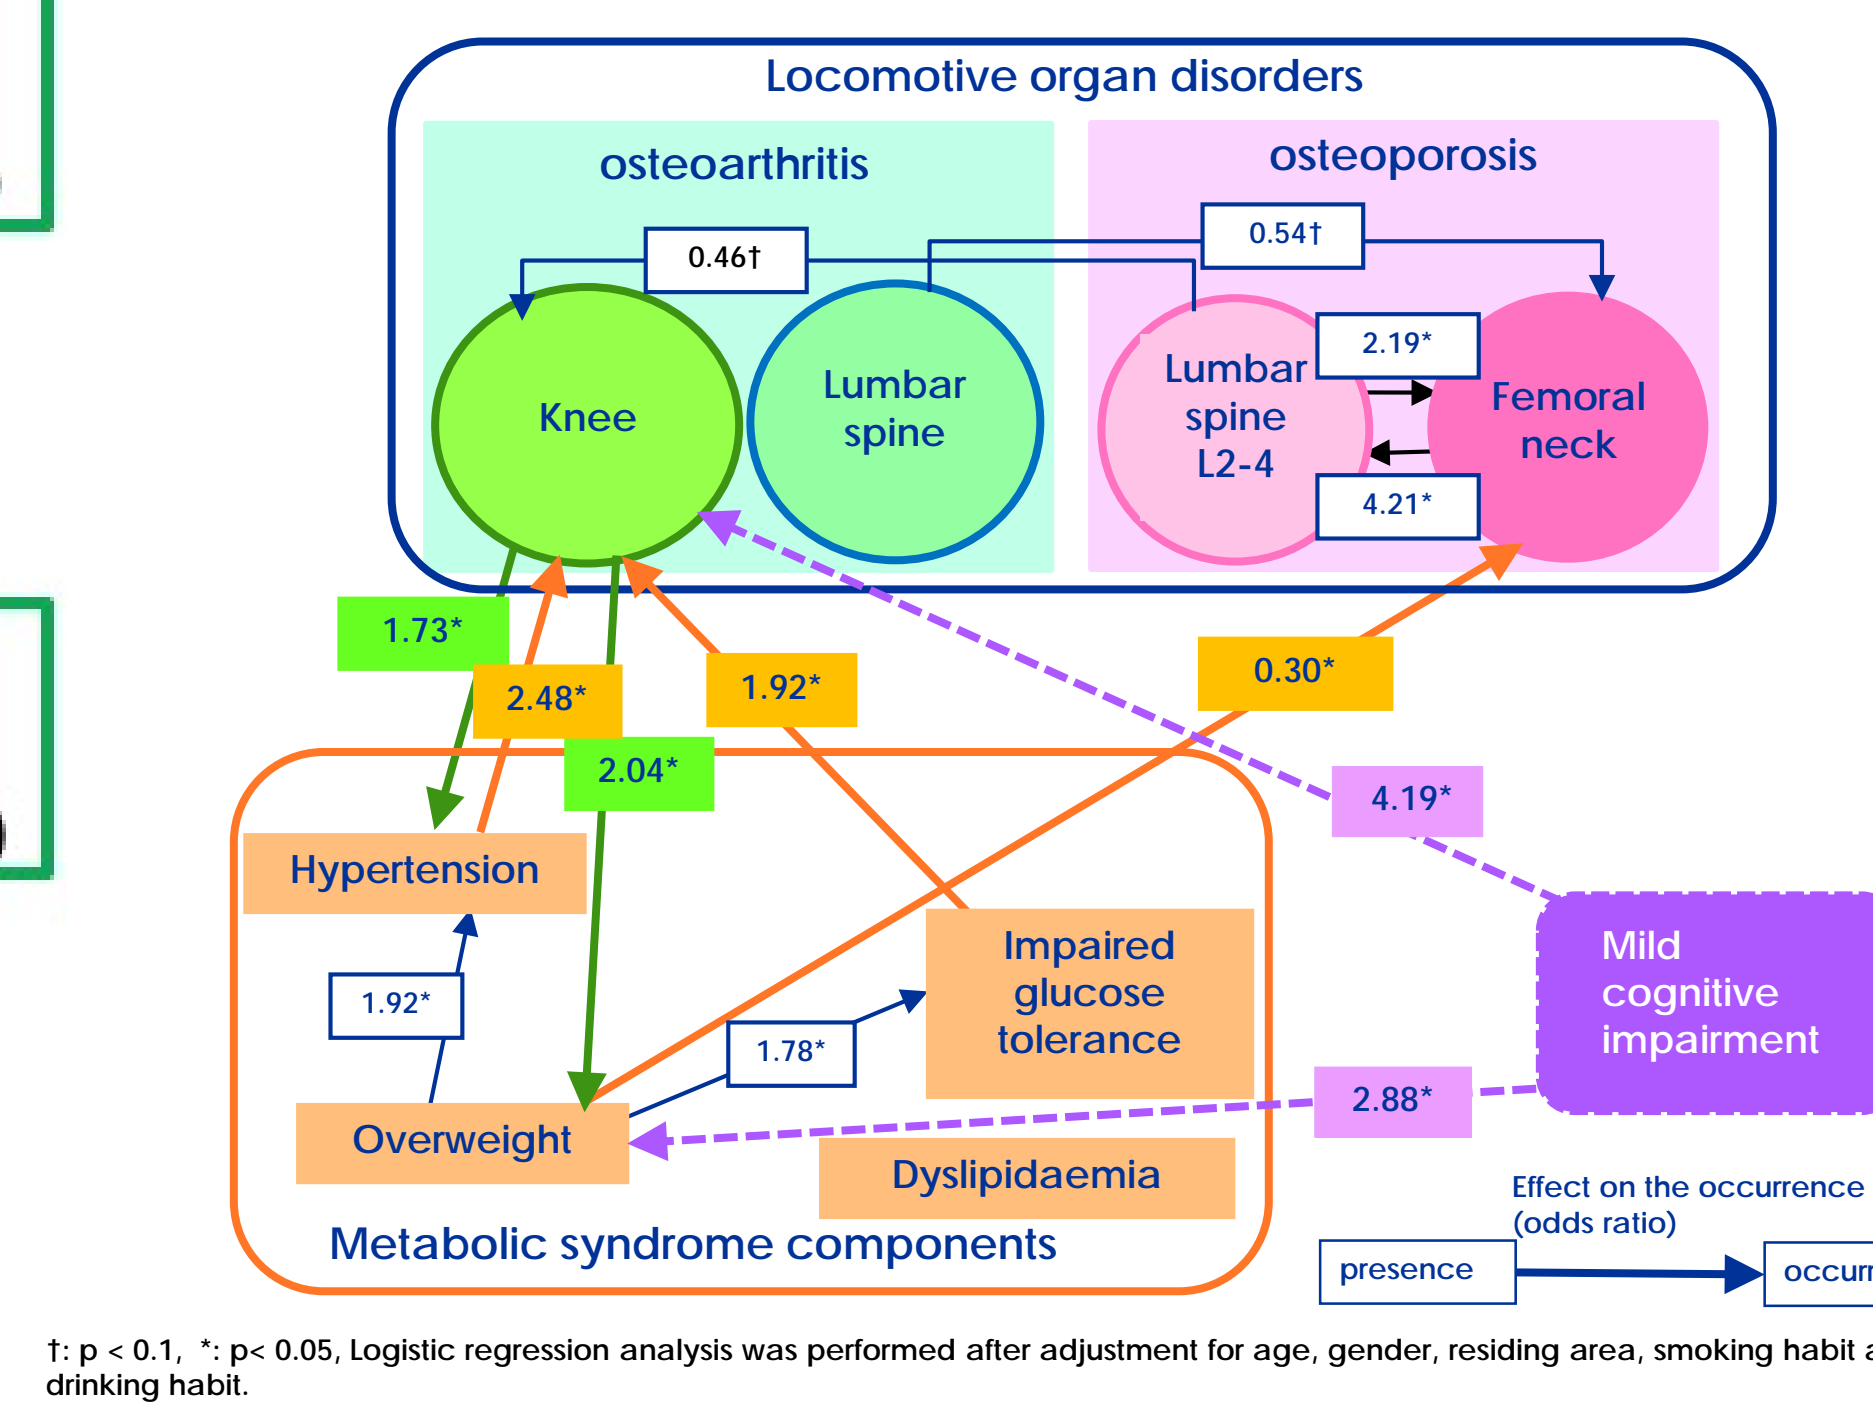 Locomotive organ disorders
osteoarthritis
osteoporosis
0.46†
0.54†
Knee
Lumbar
spine
Lumbar
spine
L2-4
2.19*
4.21*
Femoral
neck
1.73*
2.48*
1.92*
0.30*
2.04*
4.19*
Hypertension
Impaired
glucose
tolerance
Mild
cognitive
impairment
1.92*
1.78*
2.88*
Overweight
Dyslipidaemia
Metabolic syndrome components
Effect on the occurrence
(odds ratio)
presence
†: p < 0.1, *: p< 0.05, Logistic regression analysis was performed after adjustment for age, gender, residing area, smoking habit
drinking habit.